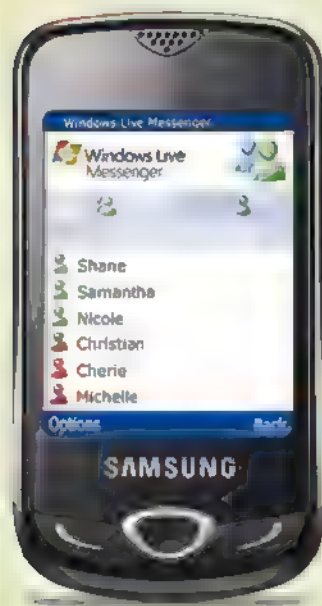 Windows Live Messenger
Windows Live
Messenger
Shane
Samantha
Nicole
Christian
Cherie
Michelle
Options
Back
SAMSUNG